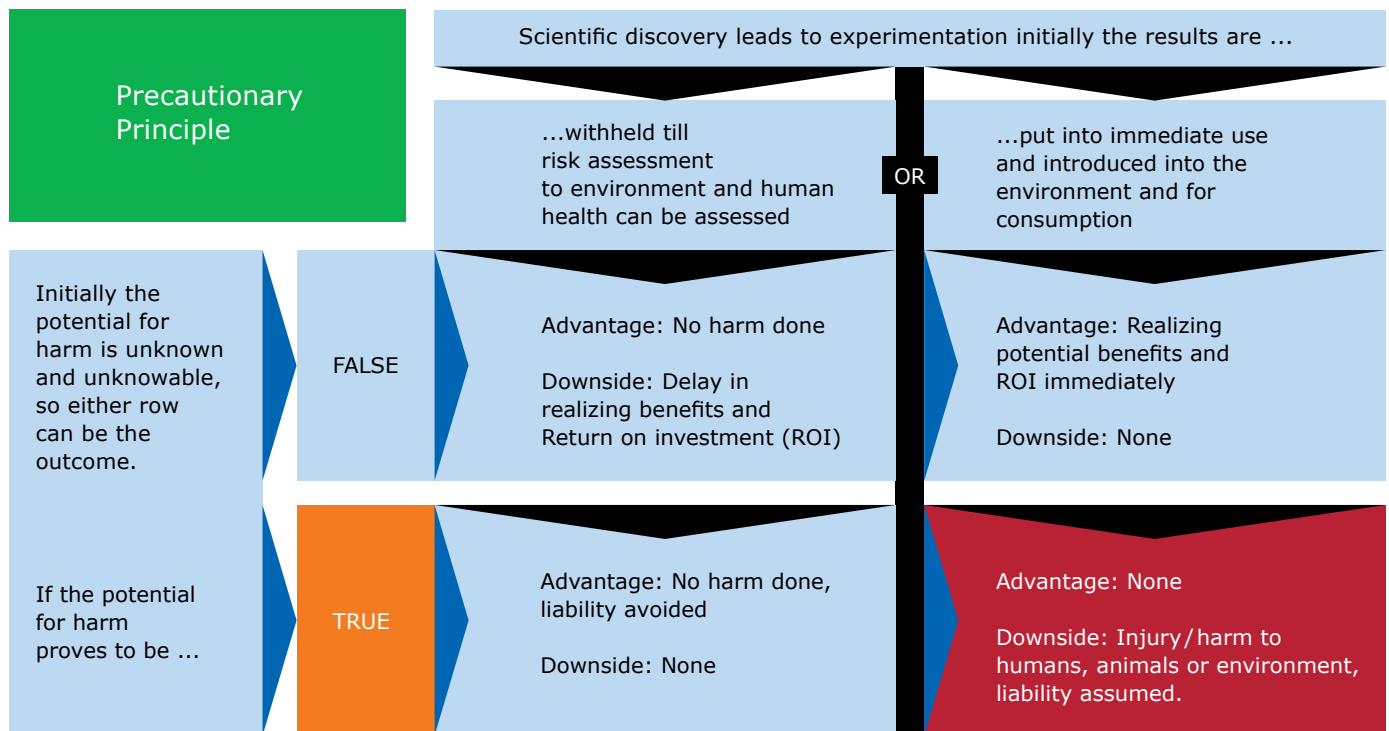 Precautionary
Principle
Scientific discovery leads to experimentation initially the results are ...
...withheld till
risk assessment
to environment and human
health can be assessed
OR
...put into immediate use
and introduced into the
environment and for
consumption
Initially the
potential for
harm is unknown
and unknowable,
so either row
can be the
outcome.
FALSE
Advantage: No harm done
Downside: Delay in
realizing benefits and
Return on investment (ROI)
Advantage: Realizing
potential benefits and
ROI immediately
Downside: None
If the potential
for harm
proves to be ...
TRUE
Advantage: No harm done,
liability avoided
Downside: None
Advantage: None
Downside: Injury/harm to
humans, animals or environment,
liability assumed.